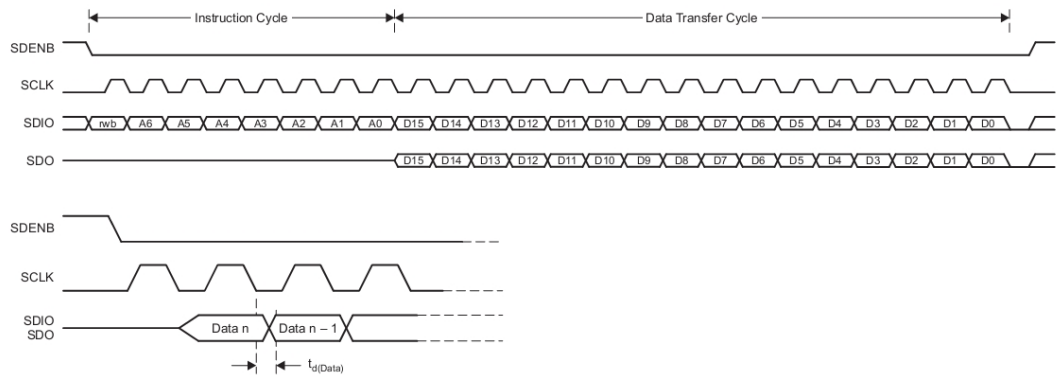 Instruction Cycle Data Transfer Cycle
SDENB
SCLK
SDIO rwb A6 A5 A4 A3 A2 A1 A0 D15 D14 D13 D12 D11 D10 D9 D8 D7 D6 D5 D4 D3 D2 D1 D0
SDO D15 D14 D13 D12 D11 D10 D9 D8 D7 D6 D5 D4 D3 D2 D1 D0
SDENB
SCLK
SDIO
SDO Data n Data n – 1
td(Data)